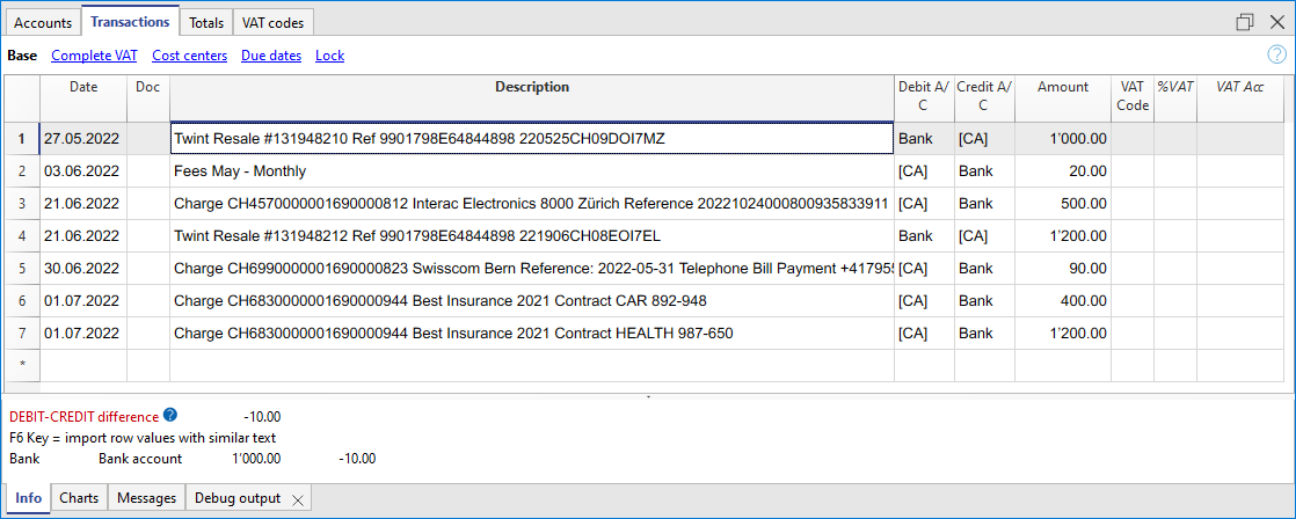 Accounts Transactions Totals VAT codes
Base Complete VAT Cost centers Due dates Lock ?
Date Doc Description Debit A/C Credit A/C Amount VAT Code %VAT VAT Acc
1 27.05.2022 Twint Resale #131948210 Ref 9901798E64844898 220525CH09DOI7MZ Bank [CA] 1'000.00
2 03.06.2022 Fees May - Monthly [CA] Bank 20.00
3 21.06.2022 Charge CH4570000001690000812 Interac Electronics 8000 Zürich Reference 20221024000800935833911 [CA] Bank 500.00
4 21.06.2022 Twint Resale #131948212 Ref 9901798E64844898 221906CH08EOI7EL Bank [CA] 1'200.00
5 30.06.2022 Charge CH6990000001690000823 Swisscom Bern Reference: 2022-05-31 Telephone Bill Payment +41795 [CA] Bank 90.00
6 01.07.2022 Charge CH6830000001690000944 Best Insurance 2021 Contract CAR 892-948 [CA] Bank 400.00
7 01.07.2022 Charge CH6830000001690000944 Best Insurance 2021 Contract HEALTH 987-650 [CA] Bank 1'200.00
*
DEBIT-CREDIT difference ? -10.00
F6 Key = import row values with similar text
Bank Bank account 1'000.00 -10.00
Info Charts Messages Debug output